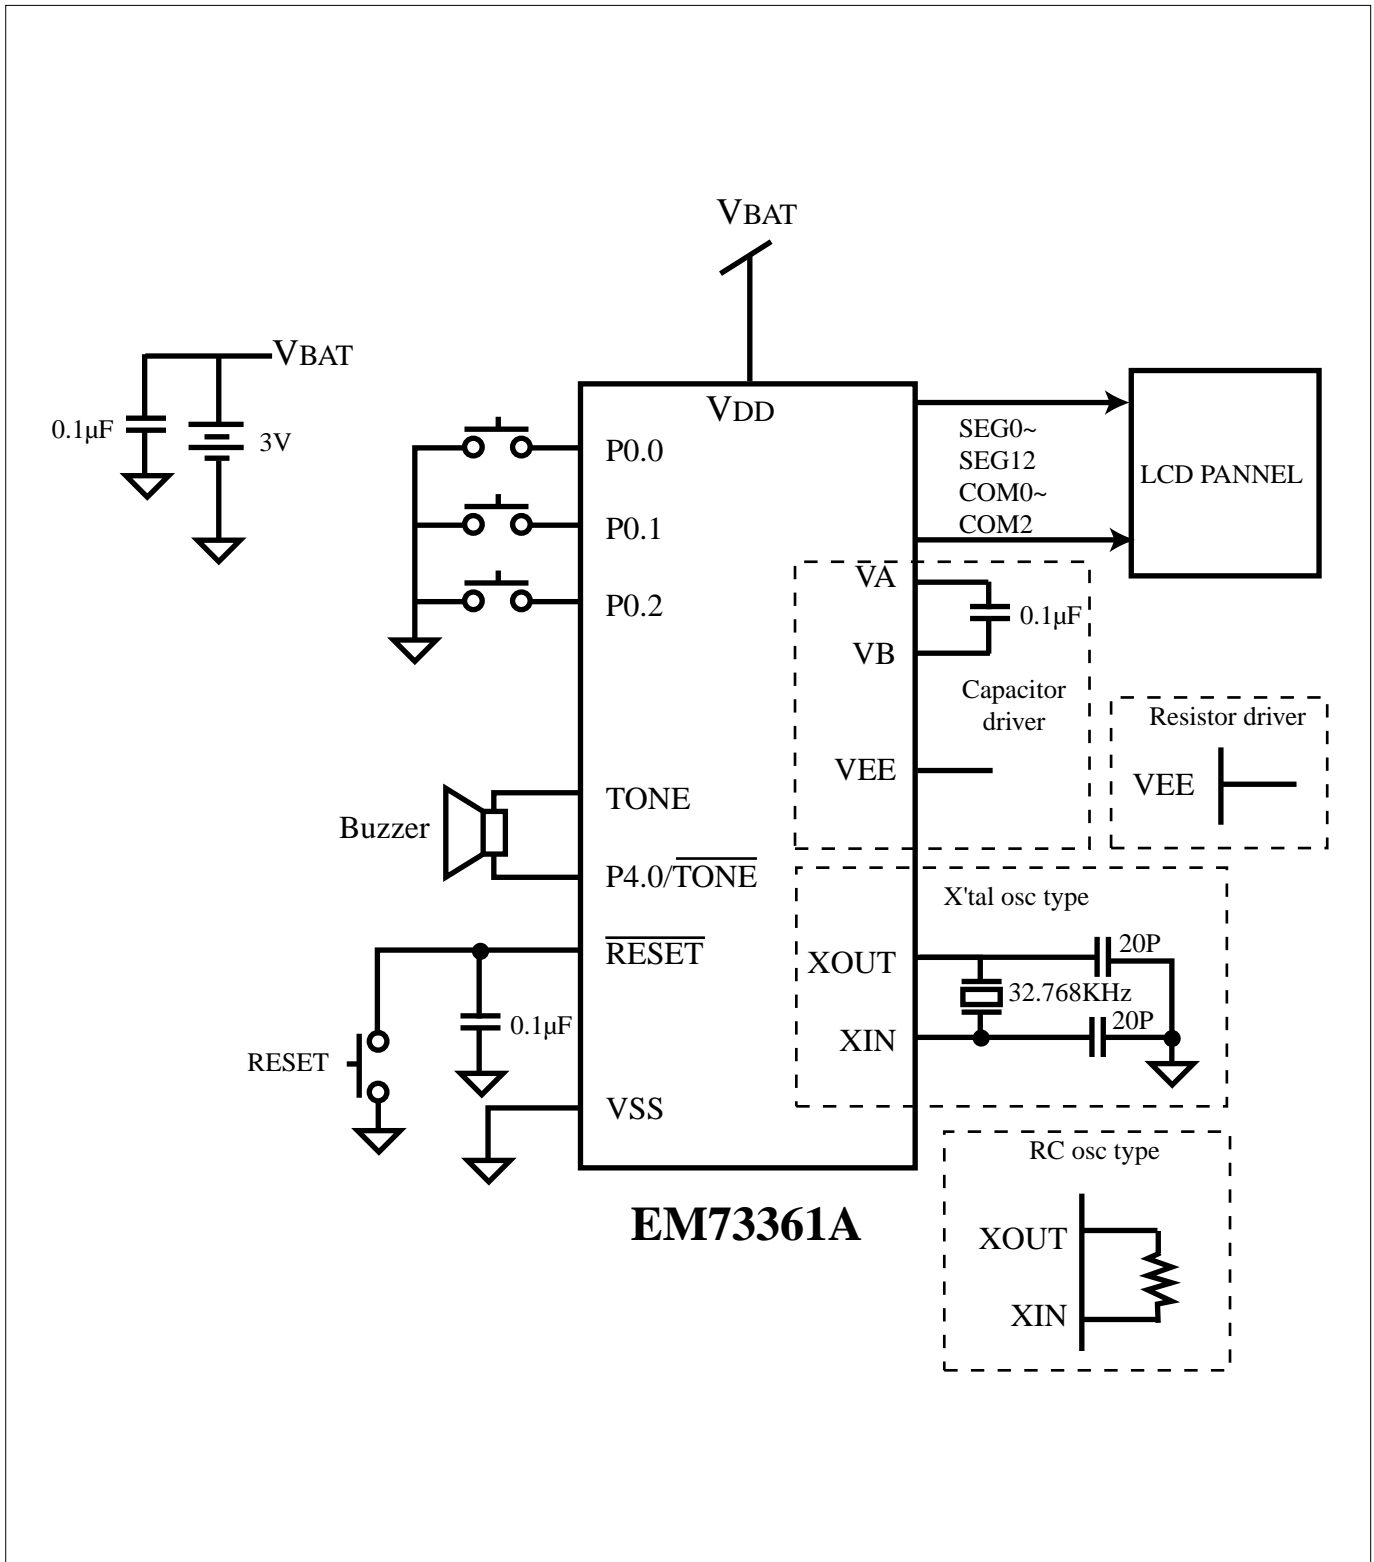 VBAT
VBAT
0.1µF
3V
VDD
P0.0
P0.1
P0.2
SEG0~
SEG12
COM0~
COM2
LCD PANNEL
VA
0.1µF
VB
Capacitor
driver
VEE
Resistor driver
VEE
TONE
Buzzer
P4.0/TONE
X'tal osc type
RESET
XOUT
20P
32.768KHz
0.1µF
20P
XIN
RESET
VSS
RC osc type
EM73361A
XOUT
XIN